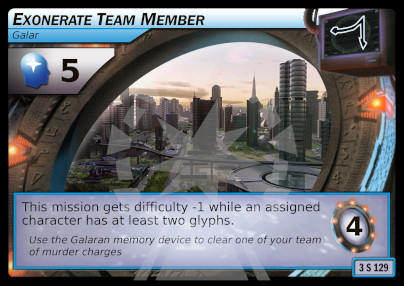 EXONERATE TEAM MEMBER
Galar
5
This mission gets difficulty -1 while an assigned
character has at least two glyphs.
4
Use the Galaran memory device to clear one of your team
of murder charges
3 S 129